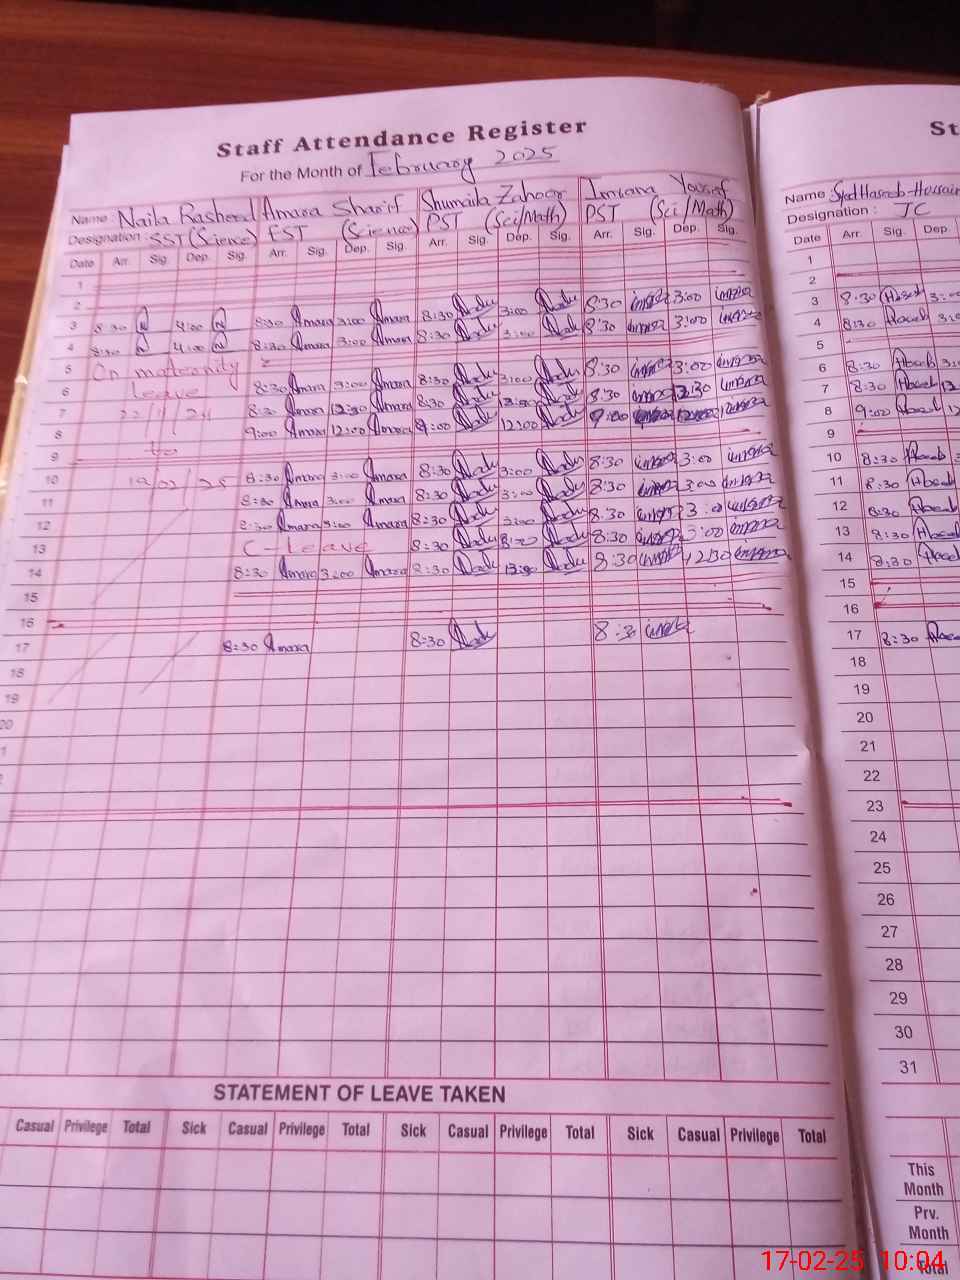 Staff Attendance Register
For the Month of February 2025
Name : Naila Rasheed Amara Sharif Shumaila Zahoor Imrana Yousaf
Designation : SST (Science) EST (Science) PST (Sci/Math) PST (Sci/Math)
Date Arr. Sig. Dep. Sig. Arr. Sig. Dep. Sig. Arr. Sig. Dep. Sig. Arr. Sig. Dep. Sig.
1
2
3 8:30 N 4:00 N 8:30 Amara 3:00 Amara 8:30 3:00 8:30 3:00
4 8:30 N 4:00 N 8:30 Amara 3:00 Amara 8:30 3:00 8:30 3:00
5 On maternity
6 leave 8:30 Amara 3:00 Amara 8:30 3:00 8:30 3:00
7 22/11/24 8:30 Amara 12:30 Amara 8:30 12:30 8:30 12:30
8 9:00 Amara 12:00 Amara 9:00 12:00 9:00 12:00
9 to
10 19/02/25 8:30 Amara 3:00 Amara 8:30 3:00 8:30 3:00
11 8:30 Amara 3:00 Amara 8:30 3:00 8:30 3:00
12 8:30 Amara 3:00 Amara 8:30 3:00 8:30 3:00
13 C-Leave 8:30 8:30 3:00
14 8:30 Amara 3:00 Amara 8:30 8:30 12:30
15
16
17 8:30 Amara 8:30 8:30
18
19
20
STATEMENT OF LEAVE TAKEN
Casual Privilege Total Sick Casual Privilege Total Sick Casual Privilege Total Sick Casual Privilege Total
St
Name : Syed Haseeb Hussain
Designation : JC
Date Arr. Sig. Dep.
1
2
3 8:30 Haseeb 3:00
4 8:30 Haseeb 3:0
5
6 8:30 Haseeb 3:
7 8:30 Haseeb 12
8 9:00 Haseeb 12
9
10 8:30 Haseeb 3
11 8:30 Haseeb
12 8:30 Haseeb
13 8:30 Haseeb
14 8:30 Haseeb
15
16
17 8:30 Haseeb
18
19
20
21
22
23
24
25
26
27
28
29
30
31
This
Month
Prv.
Month
Total
17-02-25 10:04